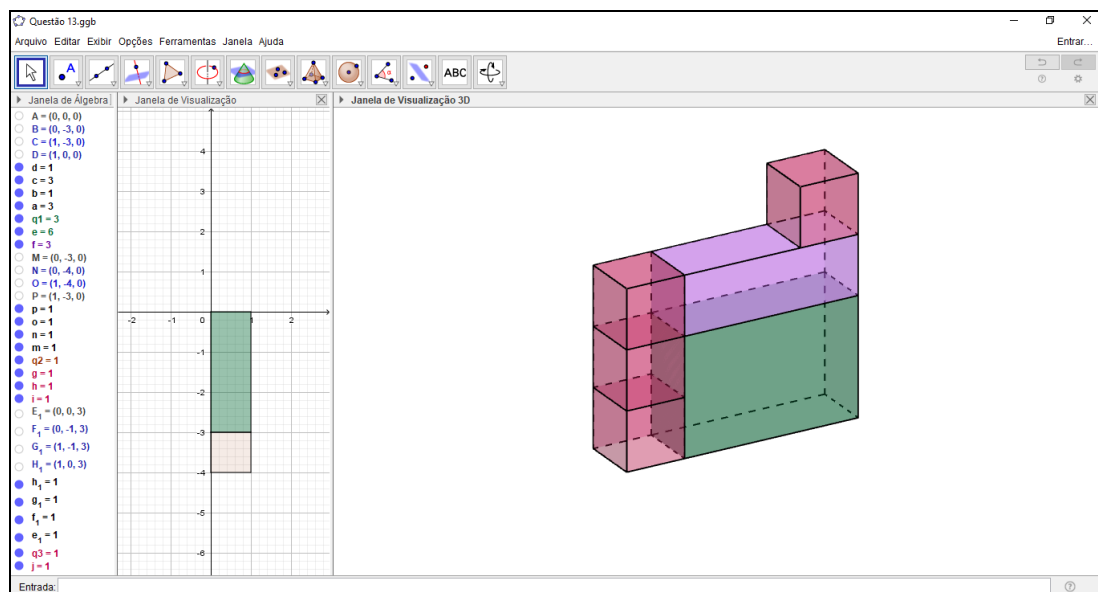 Questão 13.ggb
Arquivo Editar Exibir Opções Ferramentas Janela Ajuda
Entrar...
ABC
Janela de Álgebra
A = (0, 0, 0)
B = (0, -3, 0)
C = (1, -3, 0)
D = (1, 0, 0)
d = 1
c = 3
b = 1
a = 3
q1 = 3
e = 6
f = 3
M = (0, -3, 0)
N = (0, -4, 0)
O = (1, -4, 0)
P = (1, -3, 0)
p = 1
o = 1
n = 1
m = 1
q2 = 1
g = 1
h = 1
i = 1
E₁ = (0, 0, 3)
F₁ = (0, -1, 3)
G₁ = (1, -1, 3)
H₁ = (1, 0, 3)
h₁ = 1
g₁ = 1
f₁ = 1
e₁ = 1
q3 = 1
j = 1
Janela de Visualização
4
3
2
1
-2 -1 0 1 2
-1
-2
-3
-4
-5
-6
Janela de Visualização 3D
Entrada: